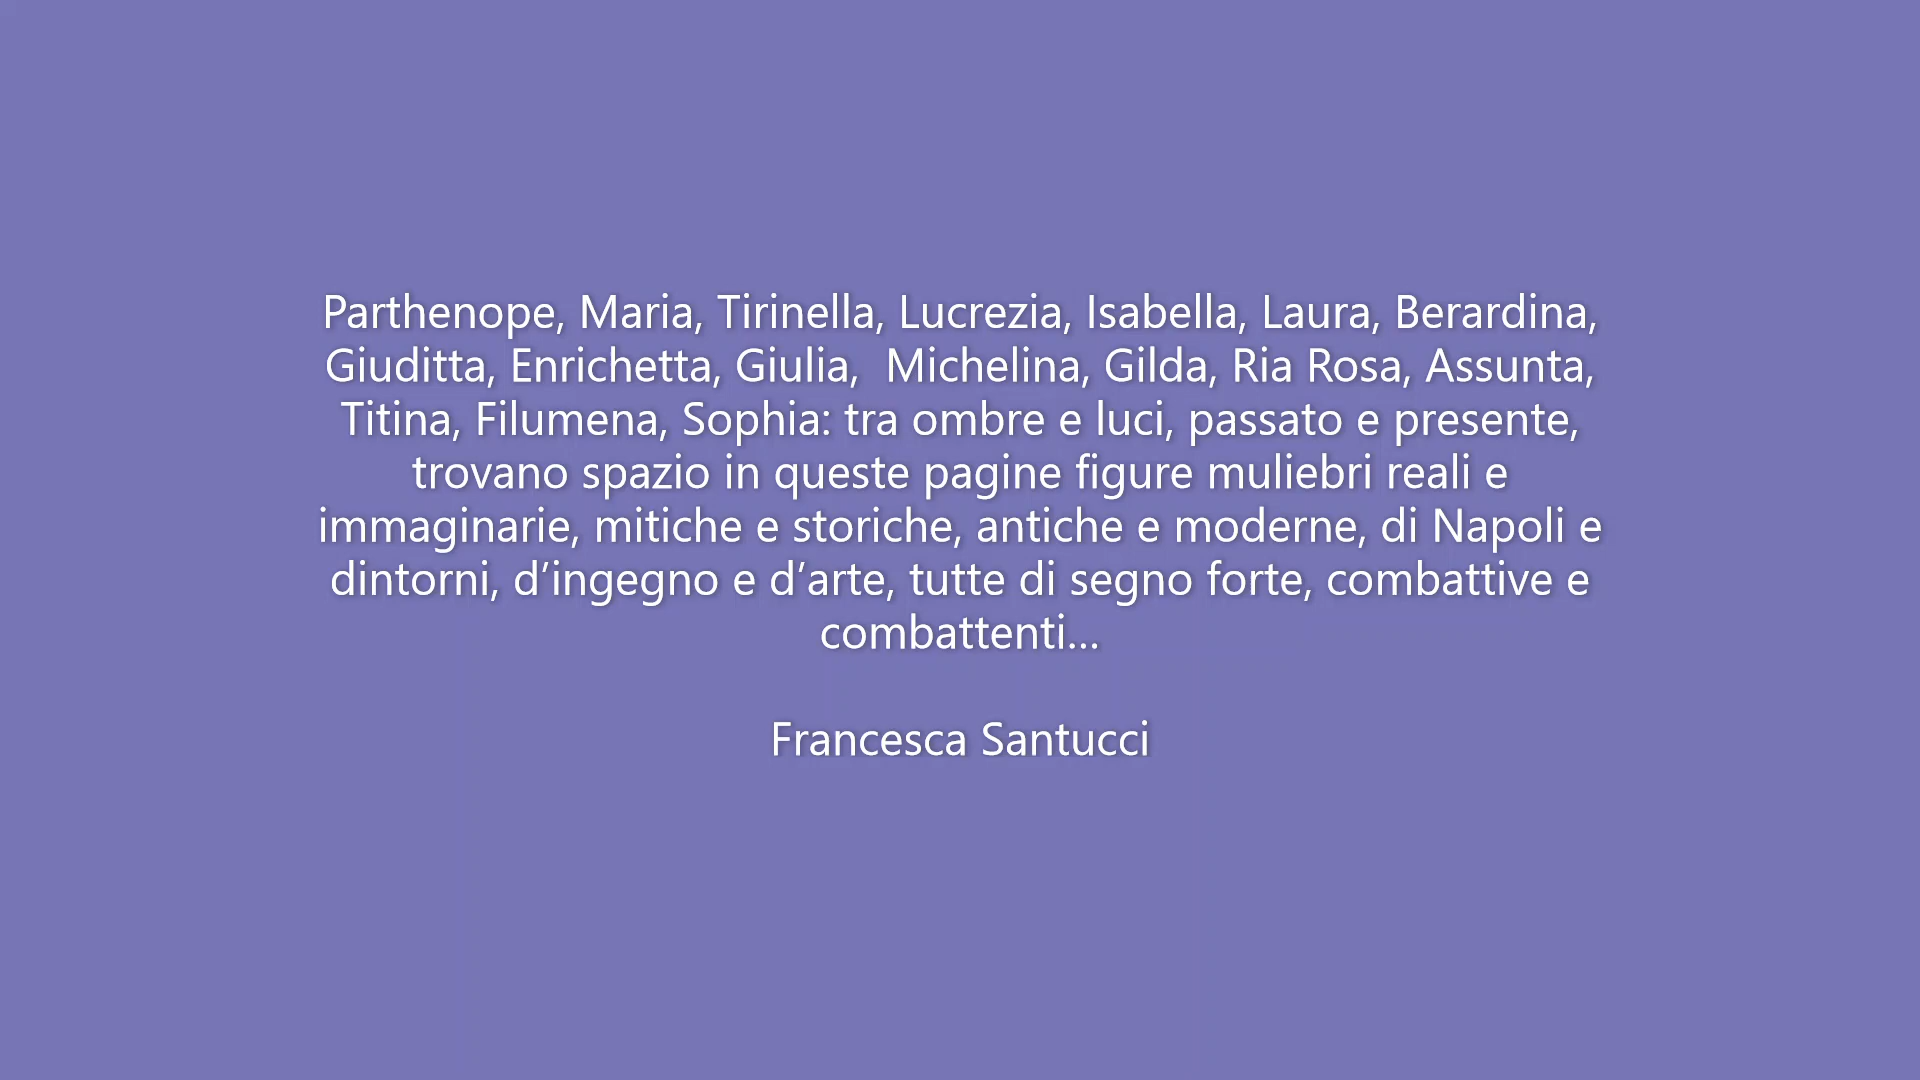 Parthenope, Maria, Tirinella, Lucrezia, Isabella, Laura, Berardina,
Giuditta, Enrichetta, Giulia,  Michelina, Gilda, Ria Rosa, Assunta,
Titina, Filumena, Sophia: tra ombre e luci, passato e presente,
trovano spazio in queste pagine figure muliebri reali e
immaginarie, mitiche e storiche, antiche e moderne, di Napoli e
dintorni, d’ingegno e d’arte, tutte di segno forte, combattive e
combattenti…
Francesca Santucci